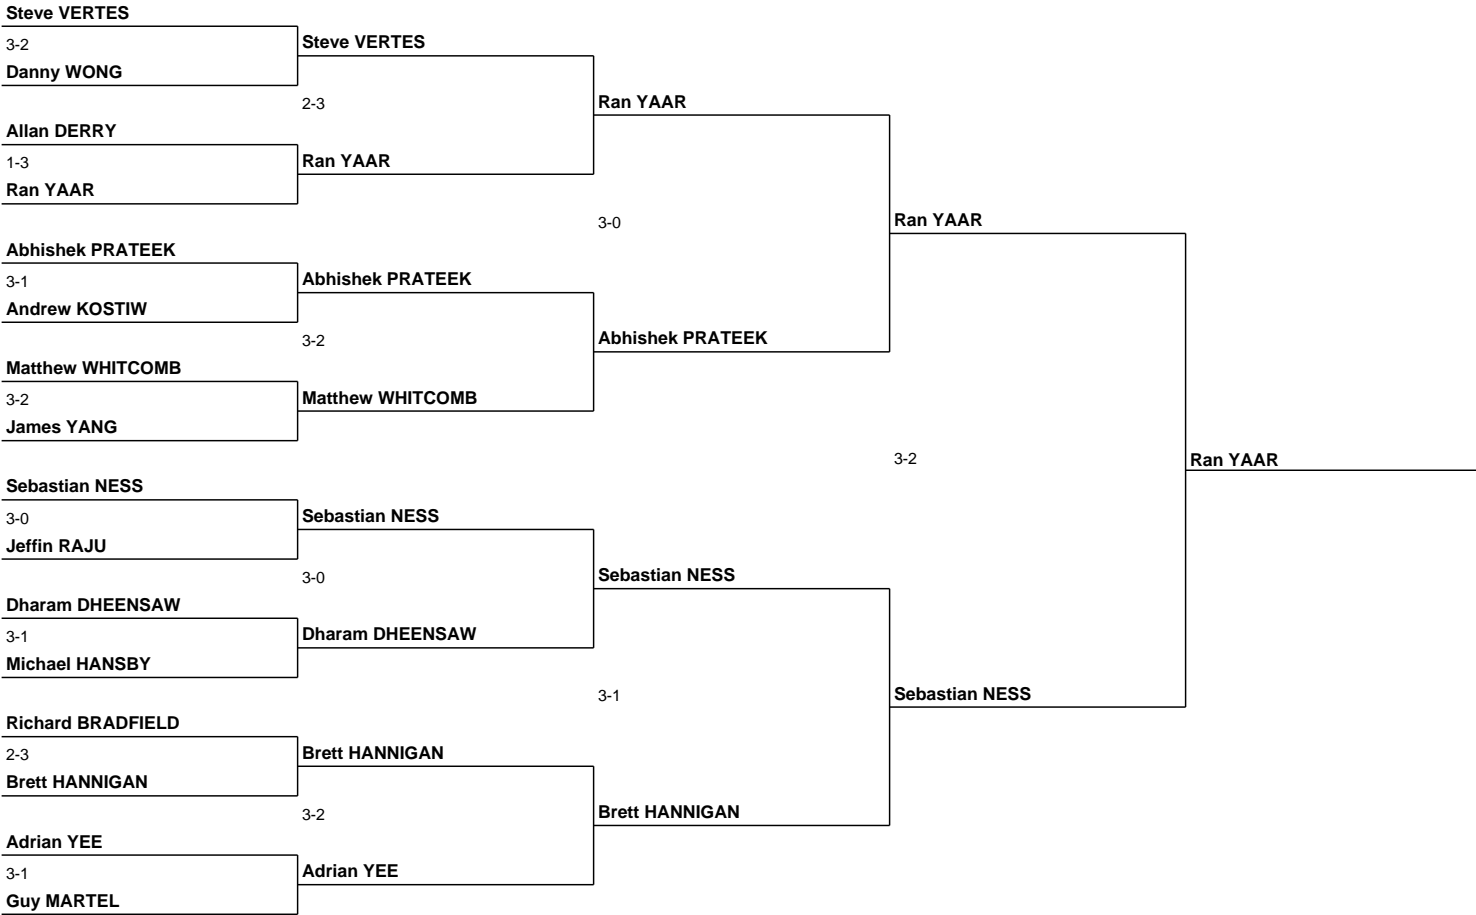 Steve VERTES
3-2
Danny WONG
Allan DERRY
1-3
Ran YAAR
Abhishek PRATEEK
3-1
Andrew KOSTIW
Matthew WHITCOMB
3-2
James YANG
Sebastian NESS
3-0
Jeffin RAJU
Dharam DHEENSAW
3-1
Michael HANSBY
Richard BRADFIELD
2-3
Brett HANNIGAN
Adrian YEE
3-1
Guy MARTEL
Steve VERTES
2-3
Ran YAAR
Abhishek PRATEEK
3-2
Matthew WHITCOMB
Sebastian NESS
3-0
Dharam DHEENSAW
Brett HANNIGAN
3-2
Adrian YEE
Ran YAAR
3-0
Abhishek PRATEEK
Sebastian NESS
3-1
Brett HANNIGAN
Ran YAAR
3-2
Sebastian NESS
Ran YAAR